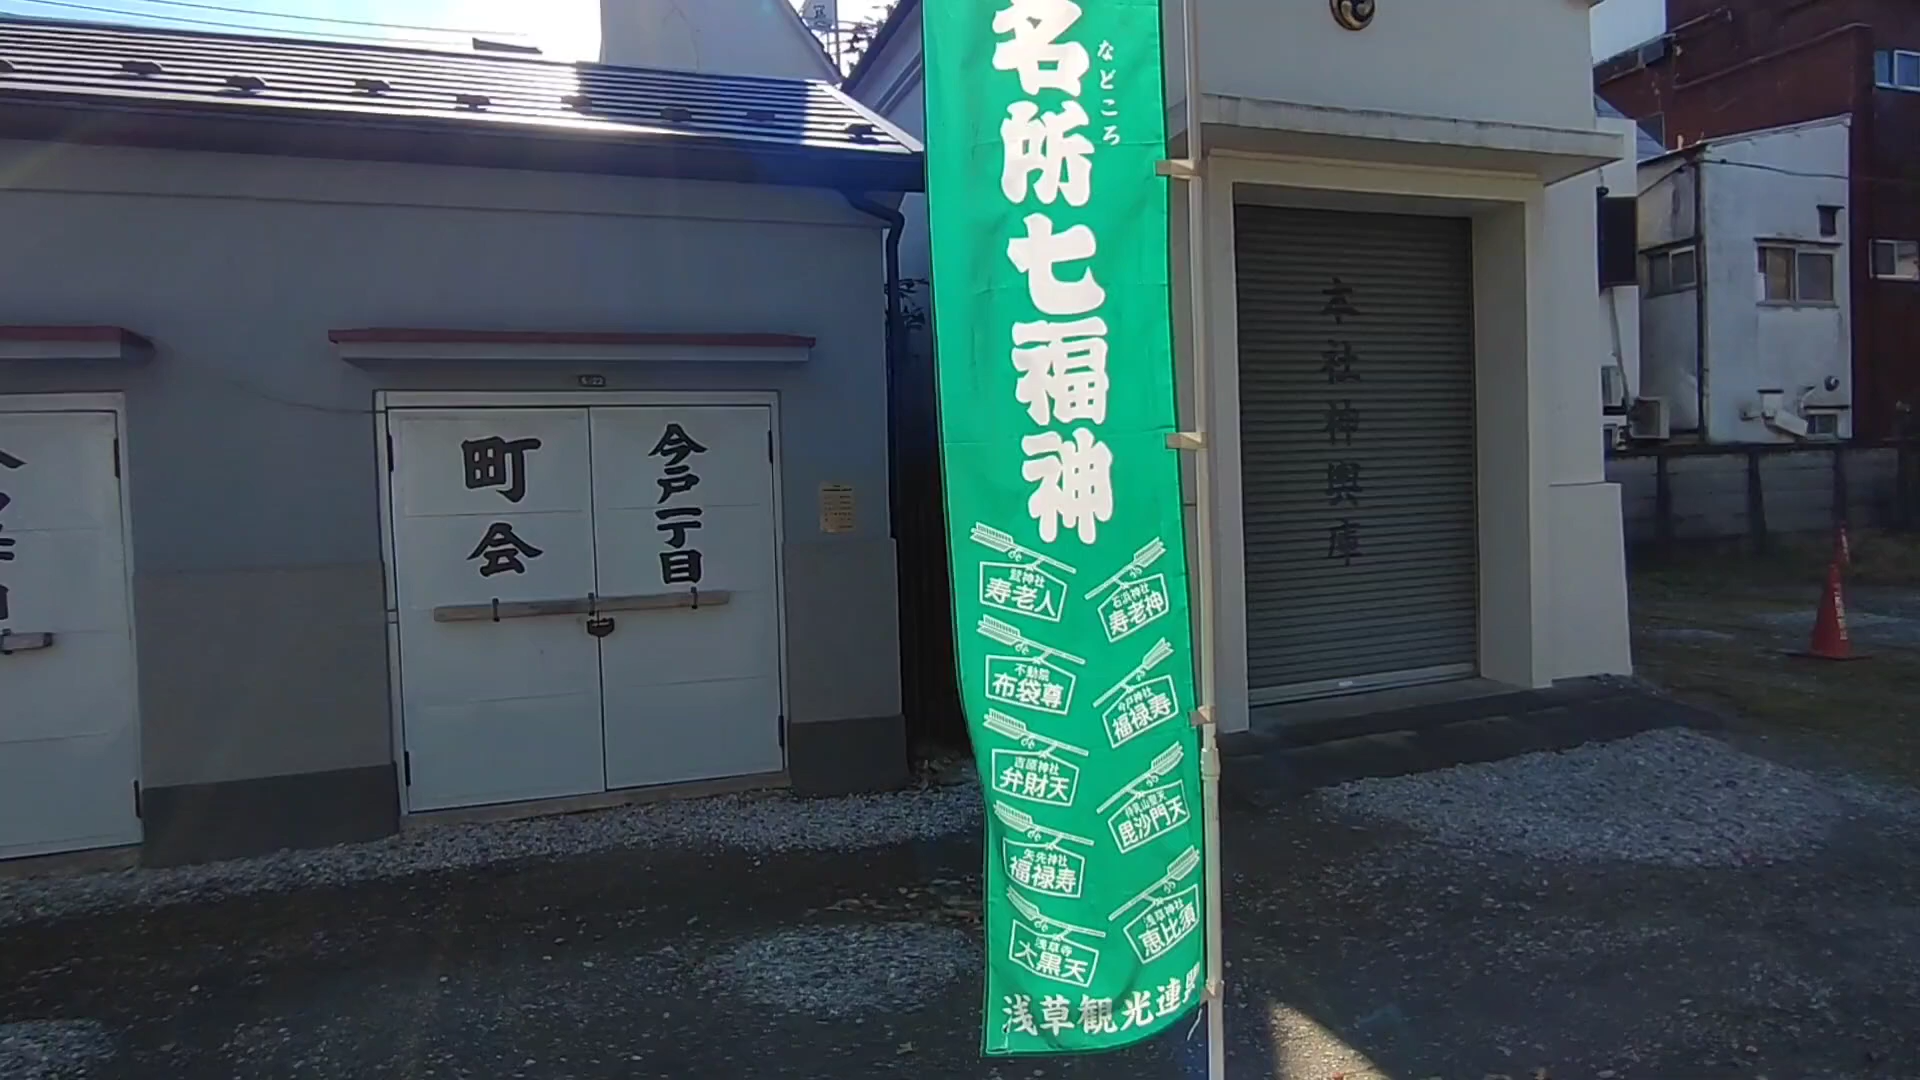 名所七福神
などころ
鷲神社
寿老人
石浜神社
寿老神
不動院
布袋尊
今戸神社
福禄寿
吉原神社
弁財天
待乳山聖天
毘沙門天
矢先神社
福禄寿
浅草神社
恵比須
浅草寺
大黒天
浅草観光連
今戸一丁目
町会
本社神輿庫